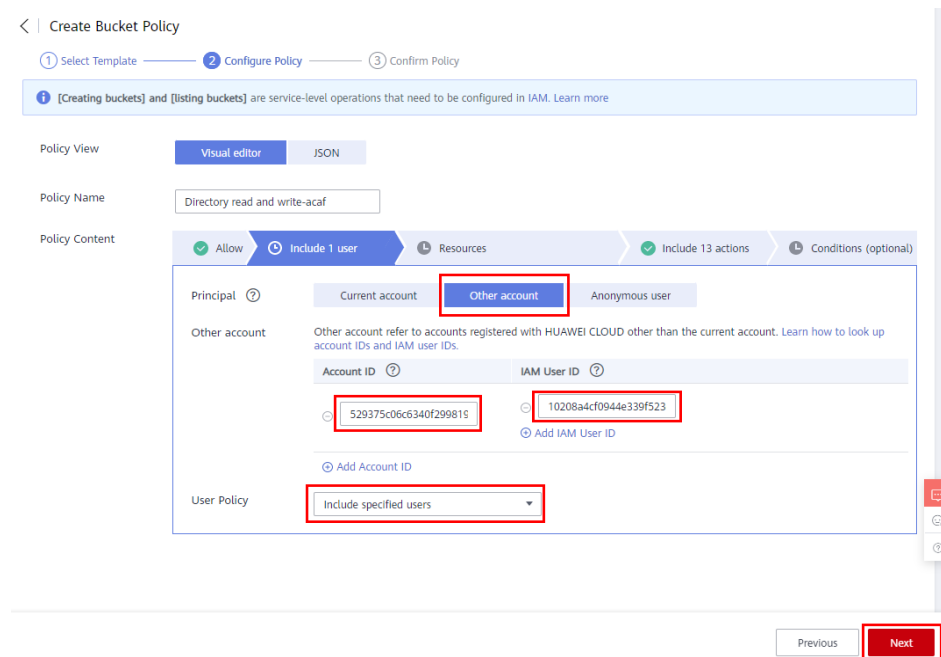 Create Bucket Policy
1 Select Template 2 Configure Policy 3 Confirm Policy
[Creating buckets] and [listing buckets] are service-level operations that need to be configured in IAM. Learn more
Policy View Visual editor JSON
Policy Name Directory read and write-acaf
Policy Content Allow Include 1 user Resources Include 13 actions Conditions (optional)
Principal ? Current account Other account Anonymous user
Other account Other account refer to accounts registered with HUAWEI CLOUD other than the current account. Learn how to look up
account IDs and IAM user IDs.
Account ID ? IAM User ID ?
529375c06c6340f299819 10208a4cf0944e339f523
Add IAM User ID
Add Account ID
User Policy Include specified users
Previous Next